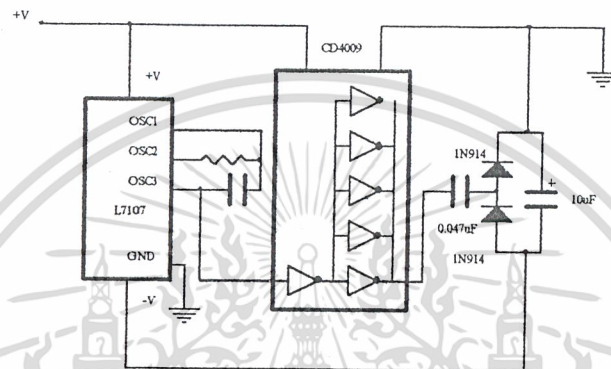 +V
CD4009
+V
OSC1
OSC2
OSC3
L7107
GND
-V
1N914
+
10uF
0.047uF
1N914